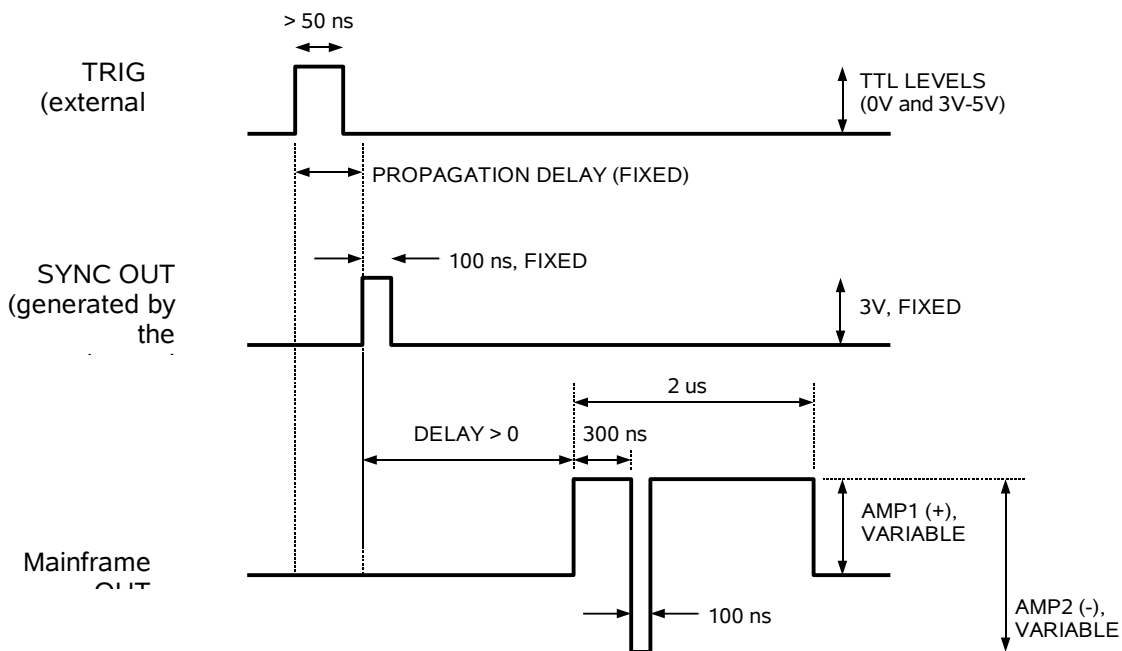 > 50 ns
TRIG
(external
TTL LEVELS
(0V and 3V-5V)
PROPAGATION DELAY (FIXED)
100 ns, FIXED
SYNC OUT
(generated by
the
3V, FIXED
2 us
DELAY > 0
300 ns
AMP1 (+),
VARIABLE
Mainframe
100 ns
AMP2 (-),
VARIABLE